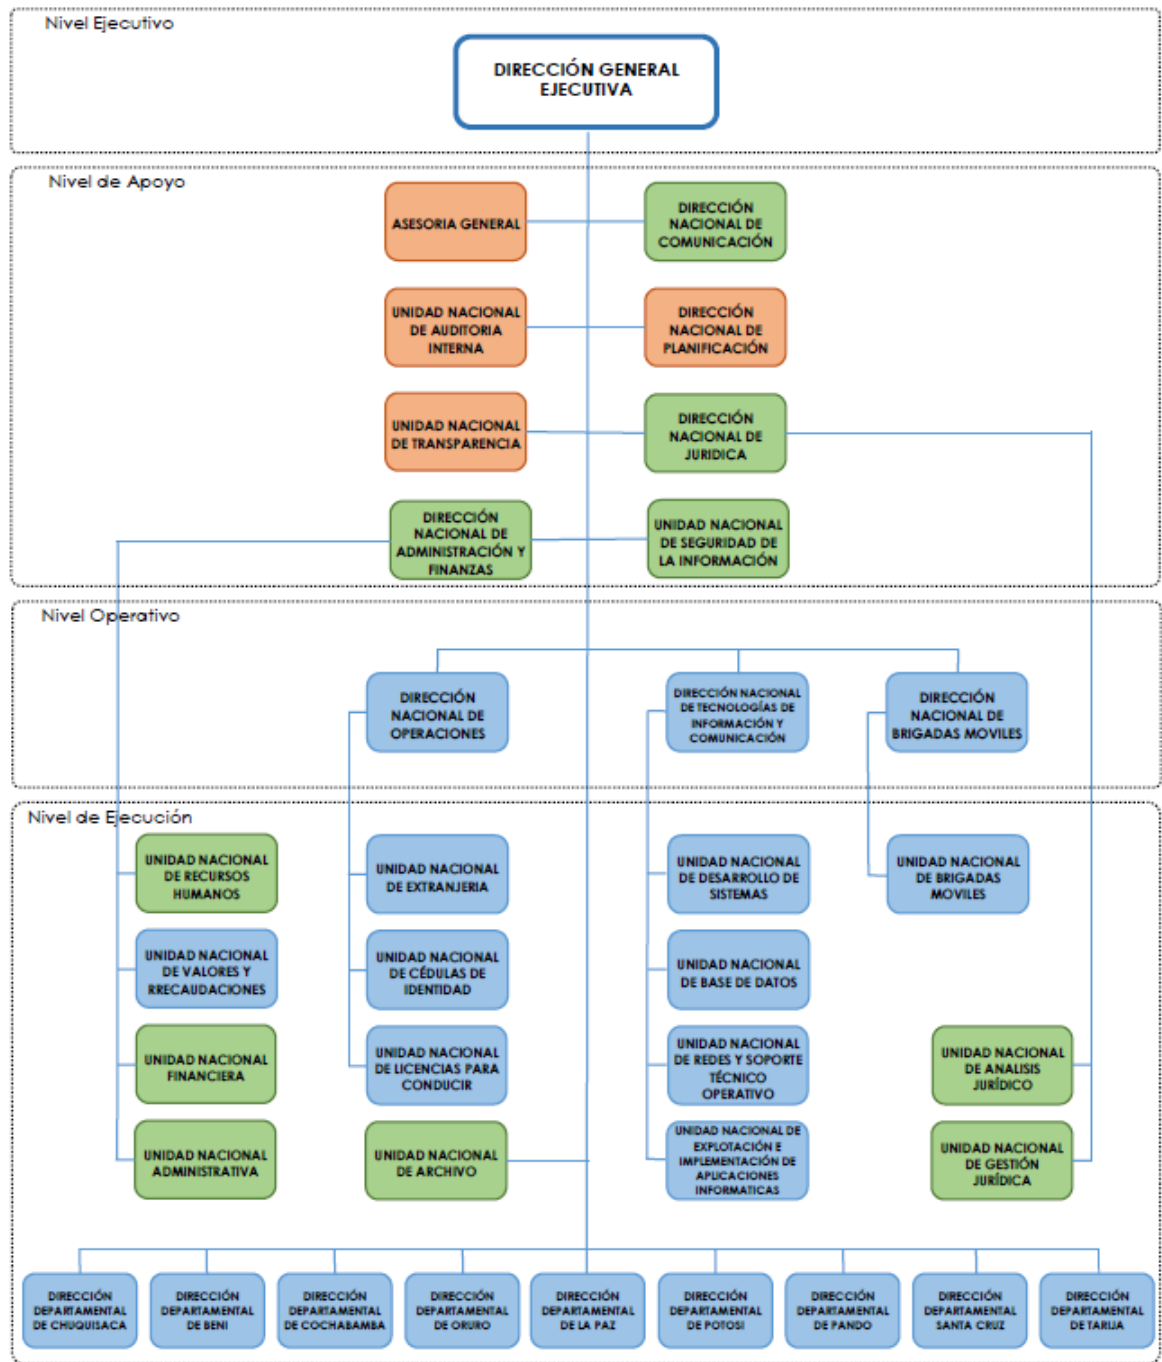 Nivel Ejecutivo
DIRECCIÓN GENERAL
EJECUTIVA
Nivel de Apoyo
ASESORIA GENERAL
DIRECCIÓN
NACIONAL DE
COMUNICACIÓN
UNIDAD NACIONAL
DE AUDITORIA
INTERNA
DIRECCIÓN
NACIONAL DE
PLANIFICACIÓN
UNIDAD NACIONAL
DE TRANSPARENCIA
DIRECCIÓN
NACIONAL DE
JURIDICA
DIRECCIÓN
NACIONAL DE
ADMINISTRACIÓN Y
FINANZAS
UNIDAD NACIONAL
DE SEGURIDAD DE
LA INFORMACIÓN
Nivel Operativo
DIRECCIÓN
NACIONAL DE
OPERACIONES
DIRECCIÓN NACIONAL
DE TECNOLOGÍAS DE
INFORMACIÓN Y
COMUNICACIÓN
DIRECCIÓN
NACIONAL DE
BRIGADAS MOVILES
Nivel de Ejecución
UNIDAD NACIONAL
DE RECURSOS
HUMANOS
UNIDAD NACIONAL
DE EXTRANJERIA
UNIDAD NACIONAL
DE DESARROLLO DE
SISTEMAS
UNIDAD NACIONAL
DE BRIGADAS
MOVILES
UNIDAD NACIONAL
DE VALORES Y
RRECAUDACIONES
UNIDAD NACIONAL
DE CÉDULAS DE
IDENTIDAD
UNIDAD NACIONAL
DE BASE DE DATOS
UNIDAD NACIONAL
FINANCIERA
UNIDAD NACIONAL
DE LICENCIAS PARA
CONDUCIR
UNIDAD NACIONAL
DE REDES Y SOPORTE
TÉCNICO
OPERATIVO
UNIDAD NACIONAL
DE ANALISIS
JURÍDICO
UNIDAD NACIONAL
ADMINISTRATIVA
UNIDAD NACIONAL
DE ARCHIVO
UNIDAD NACIONAL DE
EXPLOTACIÓN E
IMPLEMENTACIÓN DE
APLICACIONES
INFORMATICAS
UNIDAD NACIONAL
DE GESTIÓN
JURÍDICA
DIRECCIÓN
DEPARTAMENTAL
DE CHUQUISACA
DIRECCIÓN
DEPARTAMENTAL
DE BENI
DIRECCIÓN
DEPARTAMENTAL
DE COCHABAMBA
DIRECCIÓN
DEPARTAMENTAL
DE ORURO
DIRECCIÓN
DEPARTAMENTAL
DE LA PAZ
DIRECCIÓN
DEPARTAMENTAL
DE POTOSI
DIRECCIÓN
DEPARTAMENTAL
DE PANDO
DIRECCIÓN
DEPARTAMENTAL
SANTA CRUZ
DIRECCIÓN
DEPARTAMENTAL
DE TARIJA